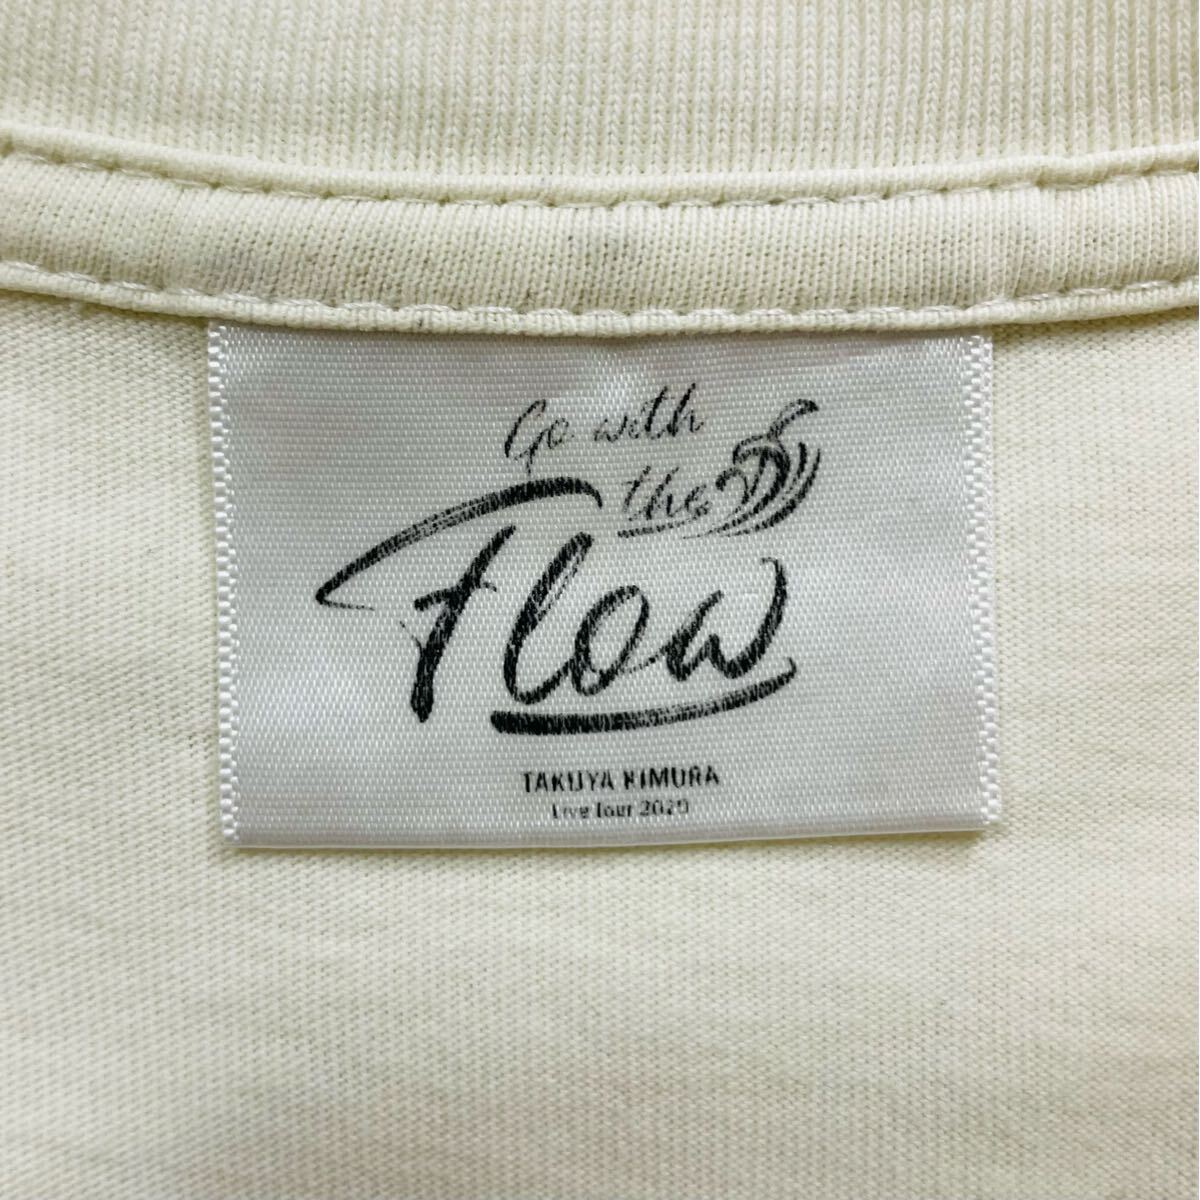 Go with
the
Flow
TAKUYA KIMURA
Live Tour 2020